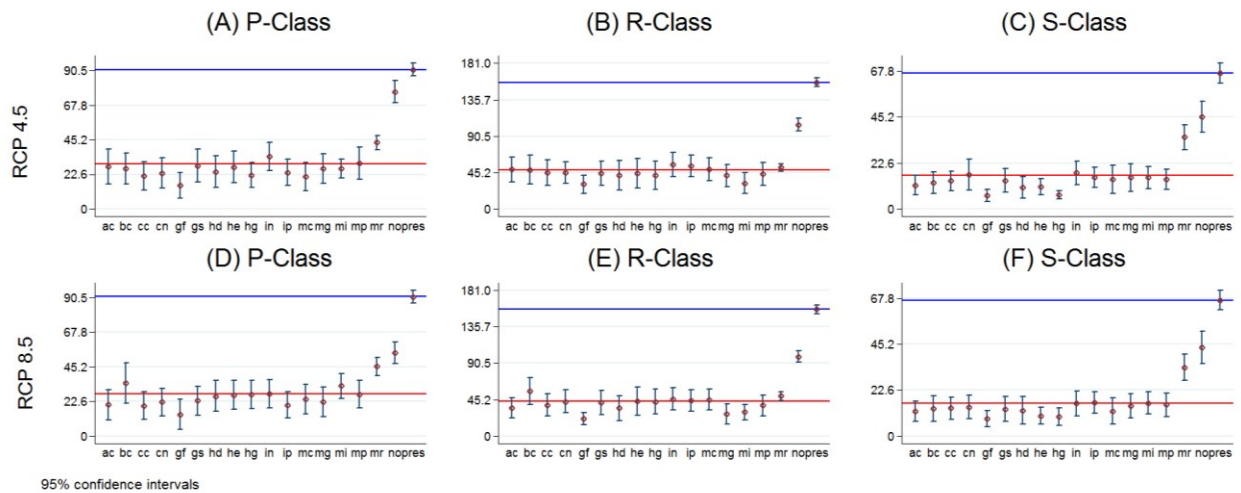 (A) P-Class (B) R-Class (C) S-Class
RCP 4.5
90.5
67.8
45.2
22.6
0
ac bc cc cn gf gs hd he hg in ip mc mg mi mp mr nopres
181.0
135.7
90.5
45.2
0
ac bc cc cn gf gs hd he hg in ip mc mg mi mp mr nopres
67.8
45.2
22.6
0
ac bc cc cn gf gs hd he hg in ip mc mg mi mp mr nopres
(D) P-Class (E) R-Class (F) S-Class
RCP 8.5
90.5
67.8
45.2
22.6
0
ac bc cc cn gf gs hd he hg in ip mc mg mi mp mr nopres
181.0
135.7
90.5
45.2
0
ac bc cc cn gf gs hd he hg in ip mc mg mi mp mr nopres
67.8
45.2
22.6
0
ac bc cc cn gf gs hd he hg in ip mc mg mi mp mr nopres
95% confidence intervals